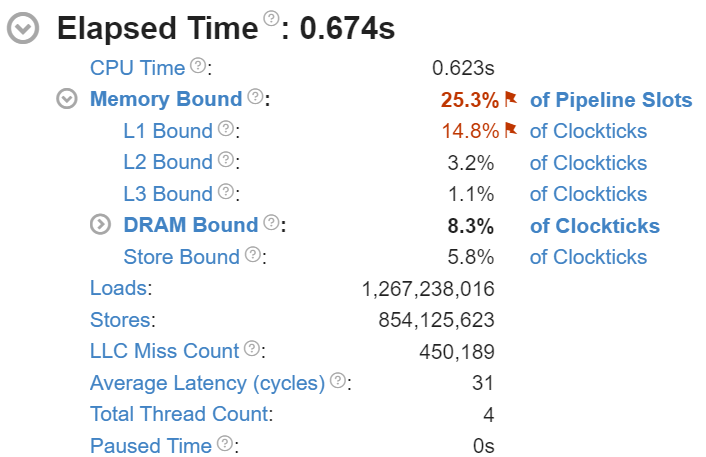 Elapsed Time ?: 0.674s
CPU Time ?: 0.623s
Memory Bound ?: 25.3% of Pipeline Slots
L1 Bound ?: 14.8% of Clockticks
L2 Bound ?: 3.2% of Clockticks
L3 Bound ?: 1.1% of Clockticks
DRAM Bound ?: 8.3% of Clockticks
Store Bound ?: 5.8% of Clockticks
Loads: 1,267,238,016
Stores: 854,125,623
LLC Miss Count ?: 450,189
Average Latency (cycles) ?: 31
Total Thread Count: 4
Paused Time ?: 0s